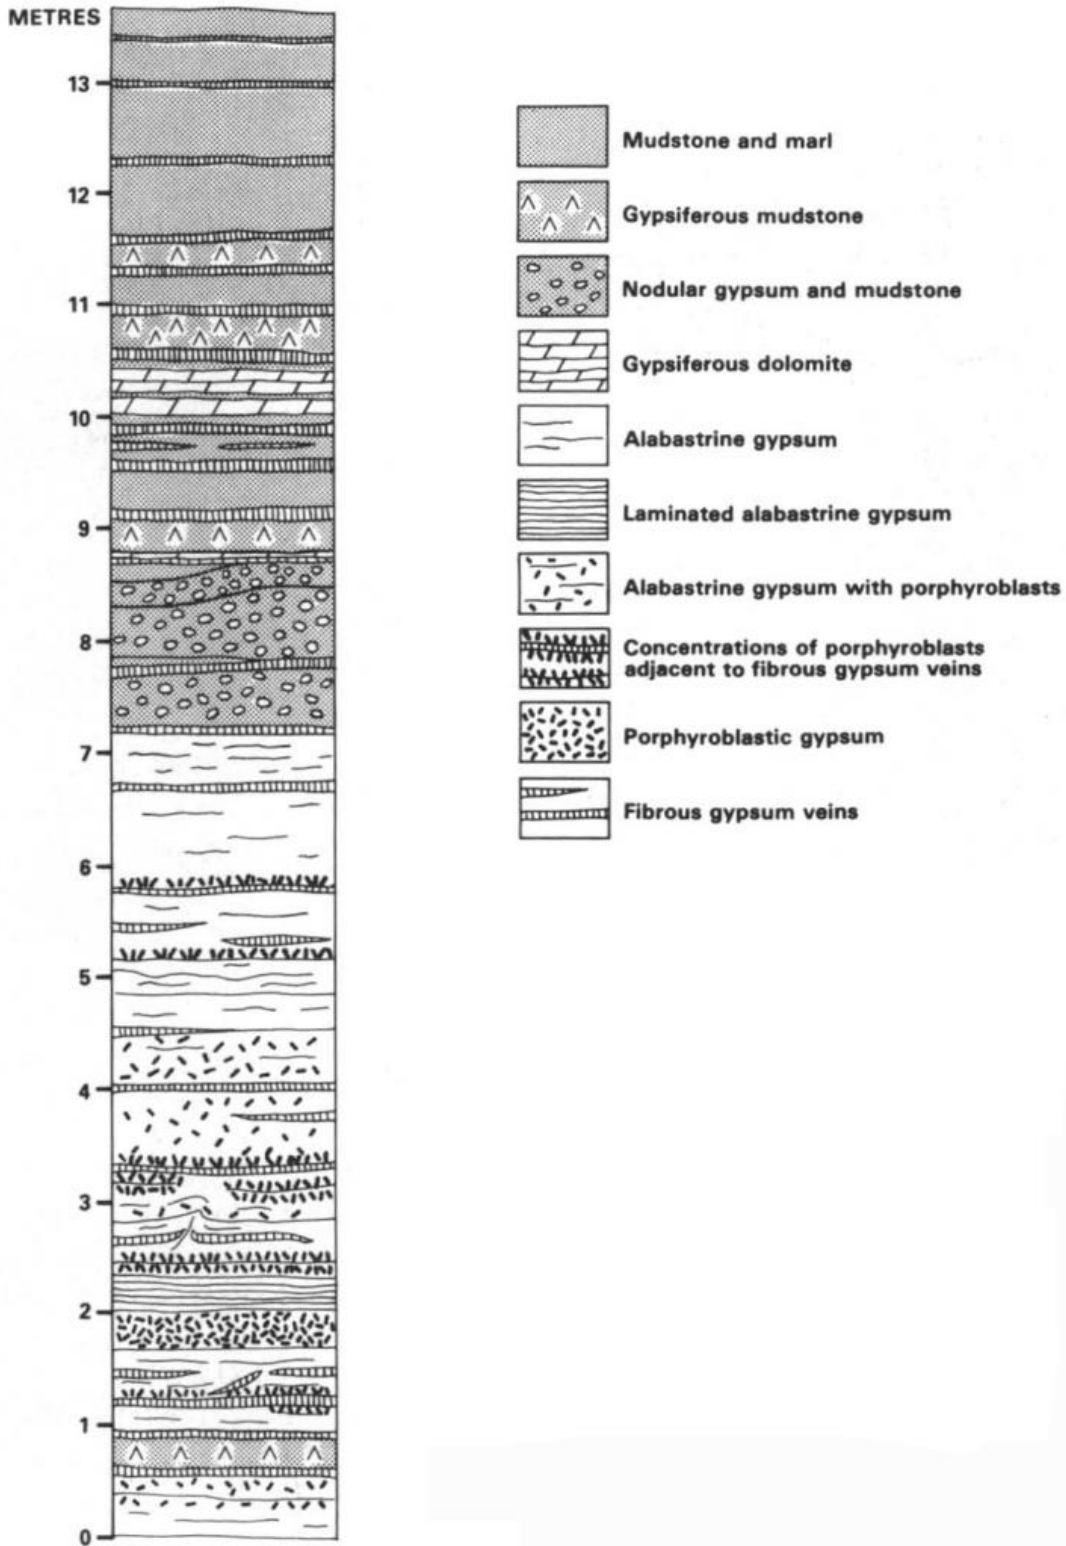 METRES
13
12
11
10
9
8
7
6
5
4
3
2
1
0
Mudstone and marl
Gypsiferous mudstone
Nodular gypsum and mudstone
Gypsiferous dolomite
Alabastrine gypsum
Laminated alabastrine gypsum
Alabastrine gypsum with porphyroblasts
Concentrations of porphyroblasts
adjacent to fibrous gypsum veins
Porphyroblastic gypsum
Fibrous gypsum veins